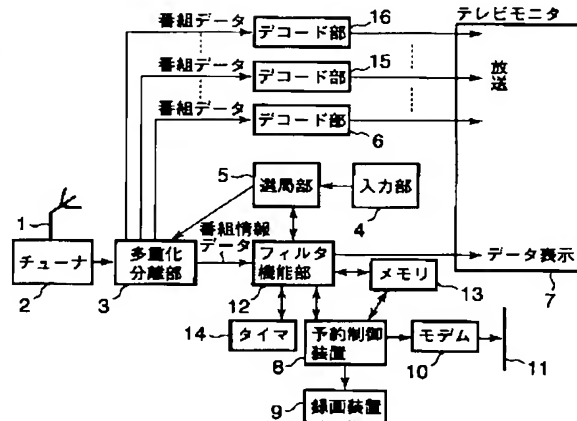 テレビモニタ
番組データ
デコード部
16
番組データ
デコード部
15
放送
番組データ
デコード部
6
5
選局部
入力部
4
1
番組情報
データ
チューナ
2
多重化
分離部
3
フィルタ
機能部
12
メモリ
13
データ表示
7
14
タイマ
予約制御
装置
8
モデム
10
11
9
録画装置